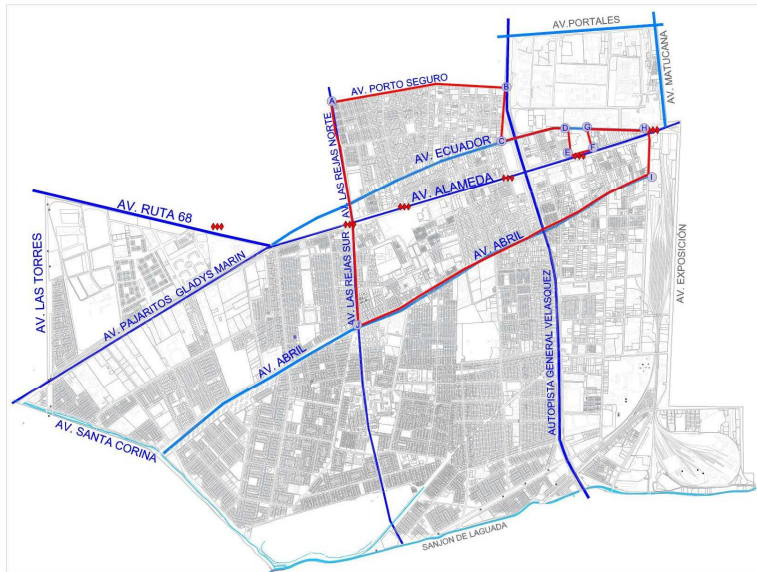 AV.PORTALES
AV. MATUCANA
AV. PORTO SEGURO
A
B
AV. LAS REJAS NORTE
AV. ECUADOR
C
D
G
H
E
F
I
AV. ALAMEDA
AV. RUTA 68
AV. LAS TORRES
AV. PAJARITOS GLADYS MARIN
AV. LAS REJAS SUR
AV. ABRIL
AV. EXPOSICIÓN
J
AV. ABRIL
AUTOPISTA GENERAL VELASQUEZ
AV. SANTA CORINA
SANJON DE LAGUADA